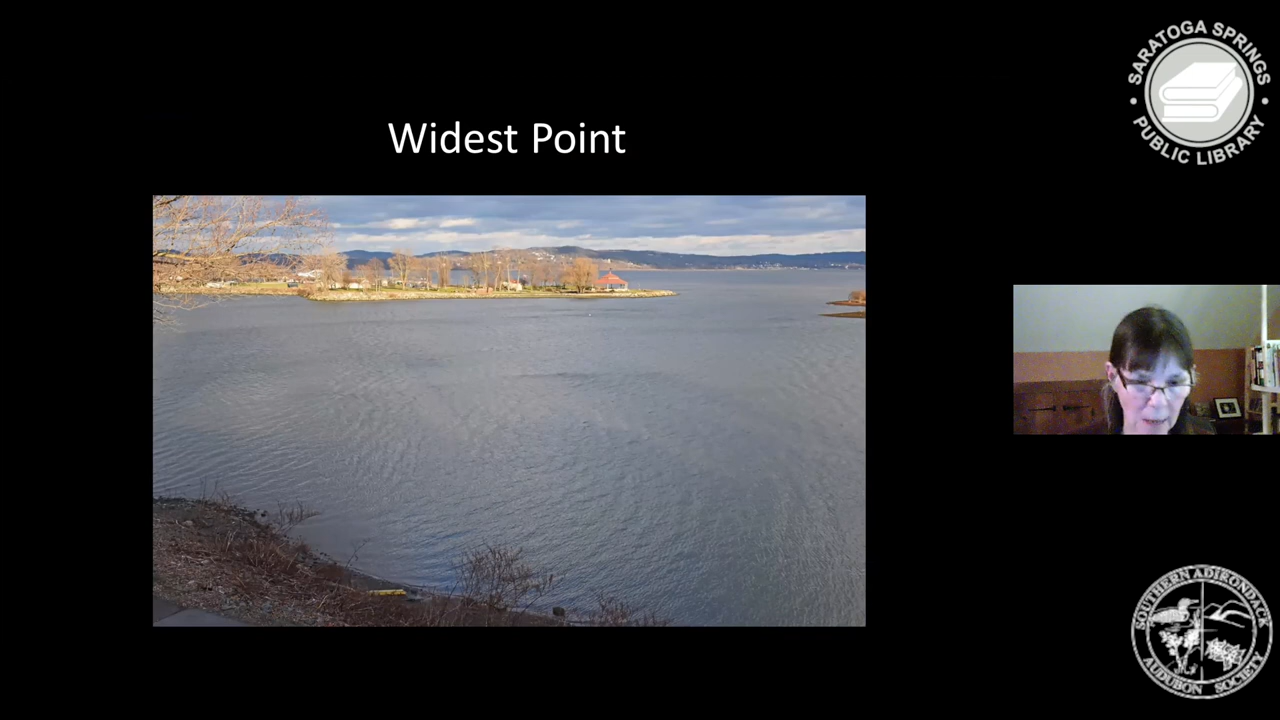 Widest Point
SARATOGA SPRINGS
PUBLIC LIBRARY
SOUTHERN ADIRONDACK
AUDUBON SOCIETY